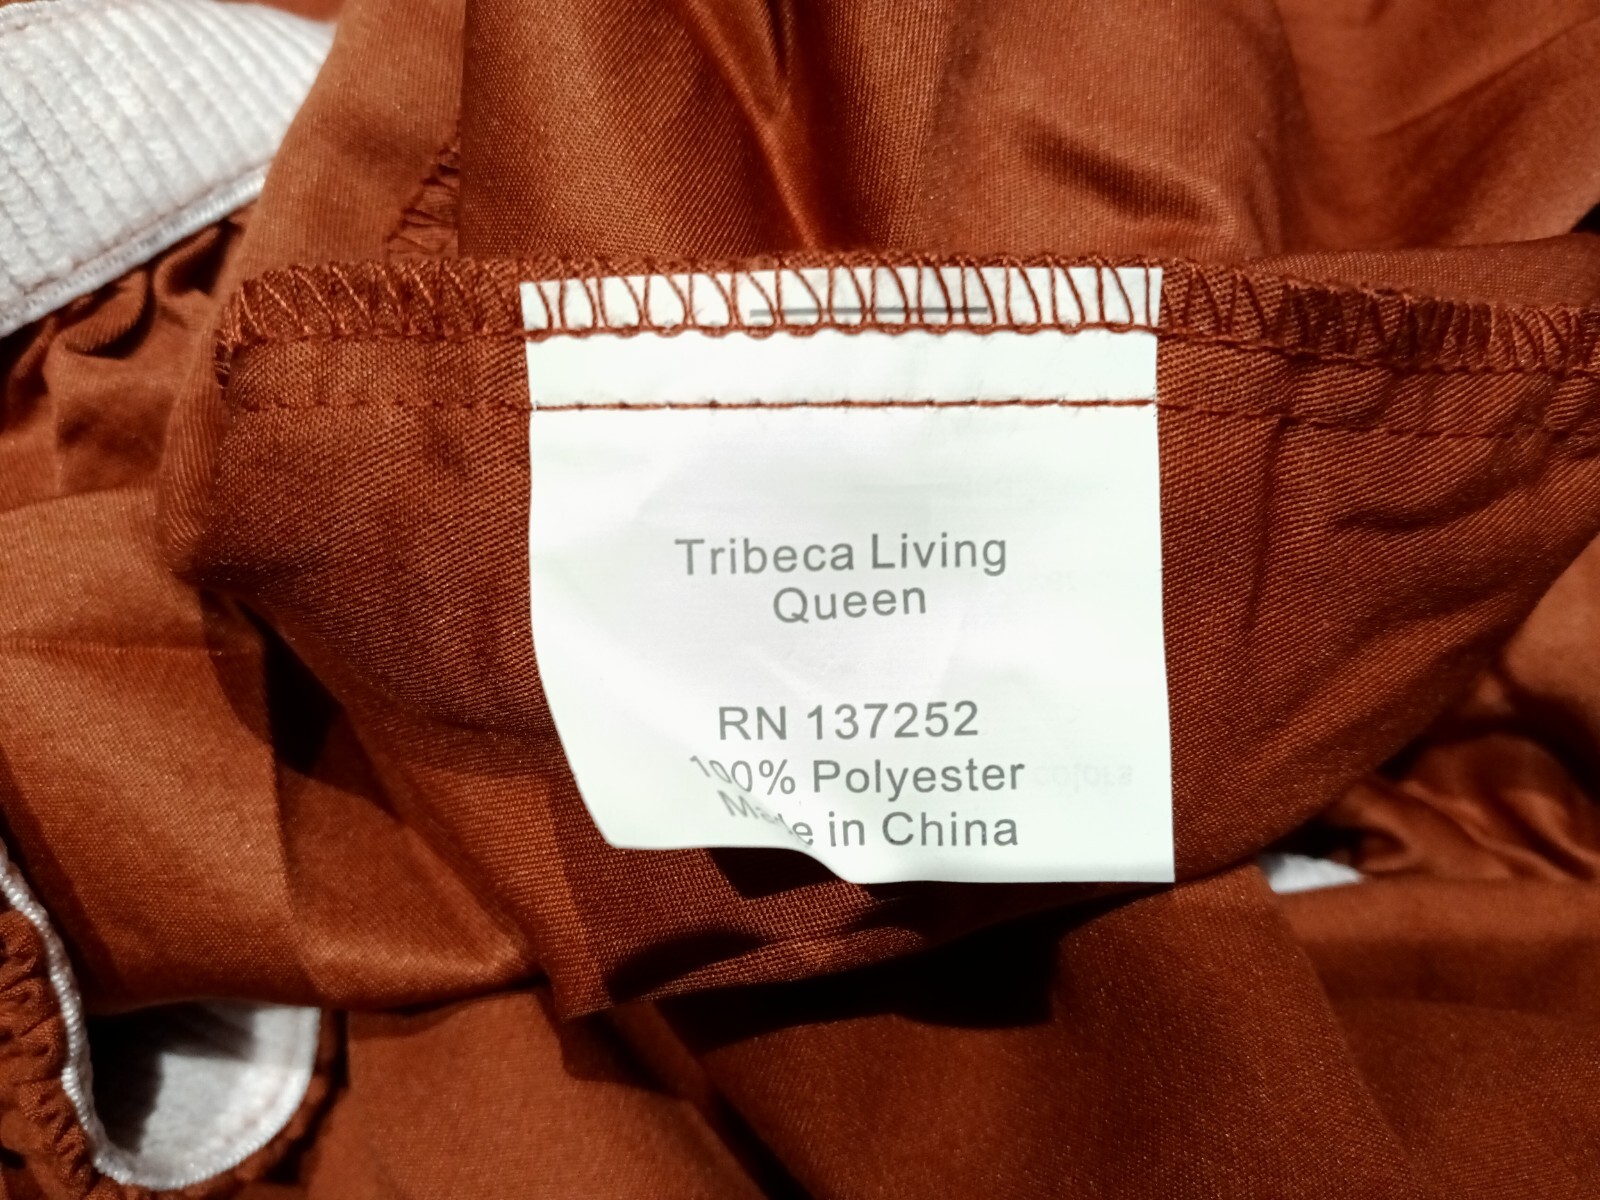 Tribeca Living
Queen
RN 137252
100% Polyester
Made in China